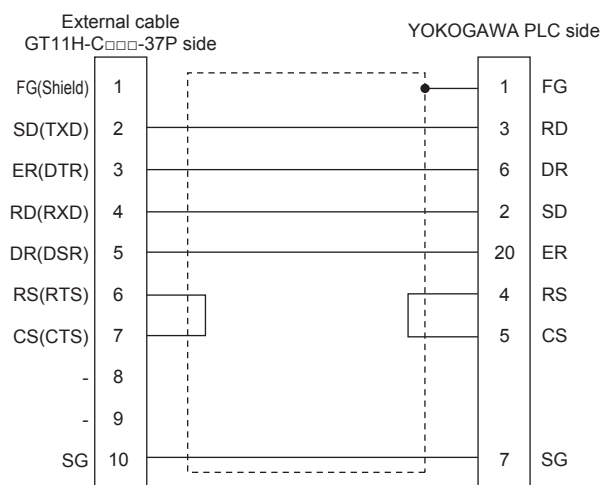 External cable
GT11H-C□□□-37P side
YOKOGAWA PLC side
FG(Shield) 1 1 FG
SD(TXD) 2 3 RD
ER(DTR) 3 6 DR
RD(RXD) 4 2 SD
DR(DSR) 5 20 ER
RS(RTS) 6 4 RS
CS(CTS) 7 5 CS
- 8
- 9
SG 10 7 SG